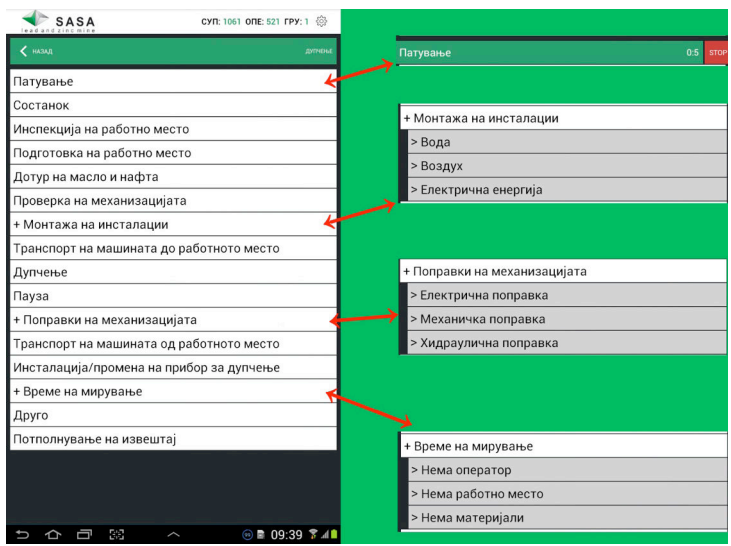 SASA
lead and zinc mine
СУП: 1061 ОПЕ: 521 ГРУ: 1
НАЗАД
ДУПЧЕЊЕ
Патување
Состанок
Инспекција на работно место
Подготовка на работно место
Дотур на масло и нафта
Проверка на механизацијата
+ Монтажа на инсталации
Транспорт на машината до работното место
Дупчење
Пауза
+ Поправки на механизацијата
Транспорт на машината од работното место
Инсталација/промена на прибор за дупчење
+ Време на мирување
Друго
Потполнување на извештај
09:39
Патување 0:5 STOP
+ Монтажа на инсталации
> Вода
> Воздух
> Електрична енергија
+ Поправки на механизацијата
> Електрична поправка
> Механичка поправка
> Хидраулична поправка
+ Време на мирување
> Нема оператор
> Нема работно место
> Нема материјали